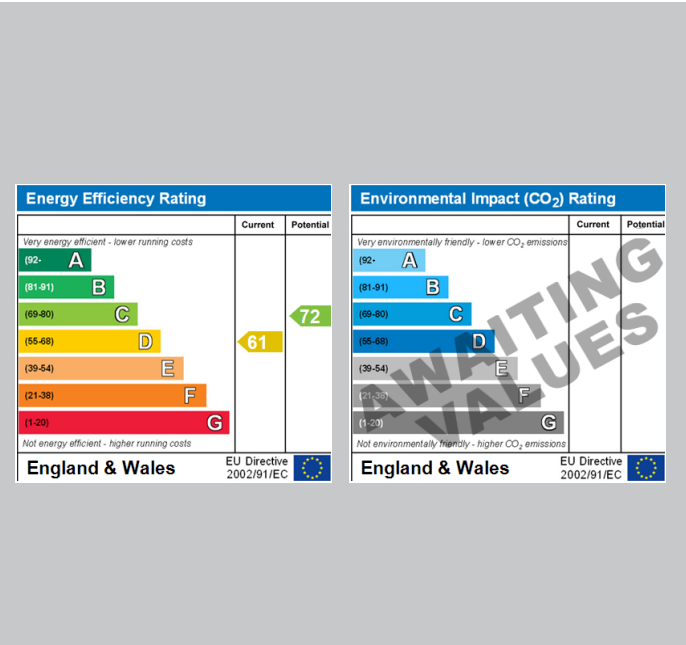 Energy Efficiency Rating
Current Potential
Very energy efficient - lower running costs
(92- A
(81-91) B
(69-80) C
72
(55-68) D
61
(39-54) E
(21-38) F
(1-20) G
Not energy efficient - higher running costs
England & Wales
EU Directive
2002/91/EC
Environmental Impact (CO2) Rating
Current Potential
Very environmentally friendly - lower CO2 emissions
(92- A
(81-91) B
(69-80) C
(55-68) D
(39-54) E
(21-38) F
(1-20) G
Not environmentally friendly - higher CO2 emissions
AWAITING
VALUES
England & Wales
EU Directive
2002/91/EC